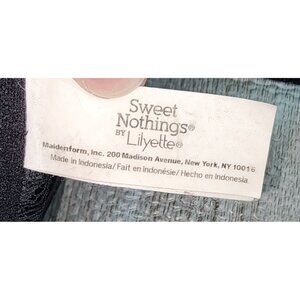 Sweet
Nothings®
BY Lilyette®
Maidenform, Inc. 200 Madison Avenue, New York, NY 10016
Made in Indonesia/ Fait en Indonésie/ Hecho en Indonesia